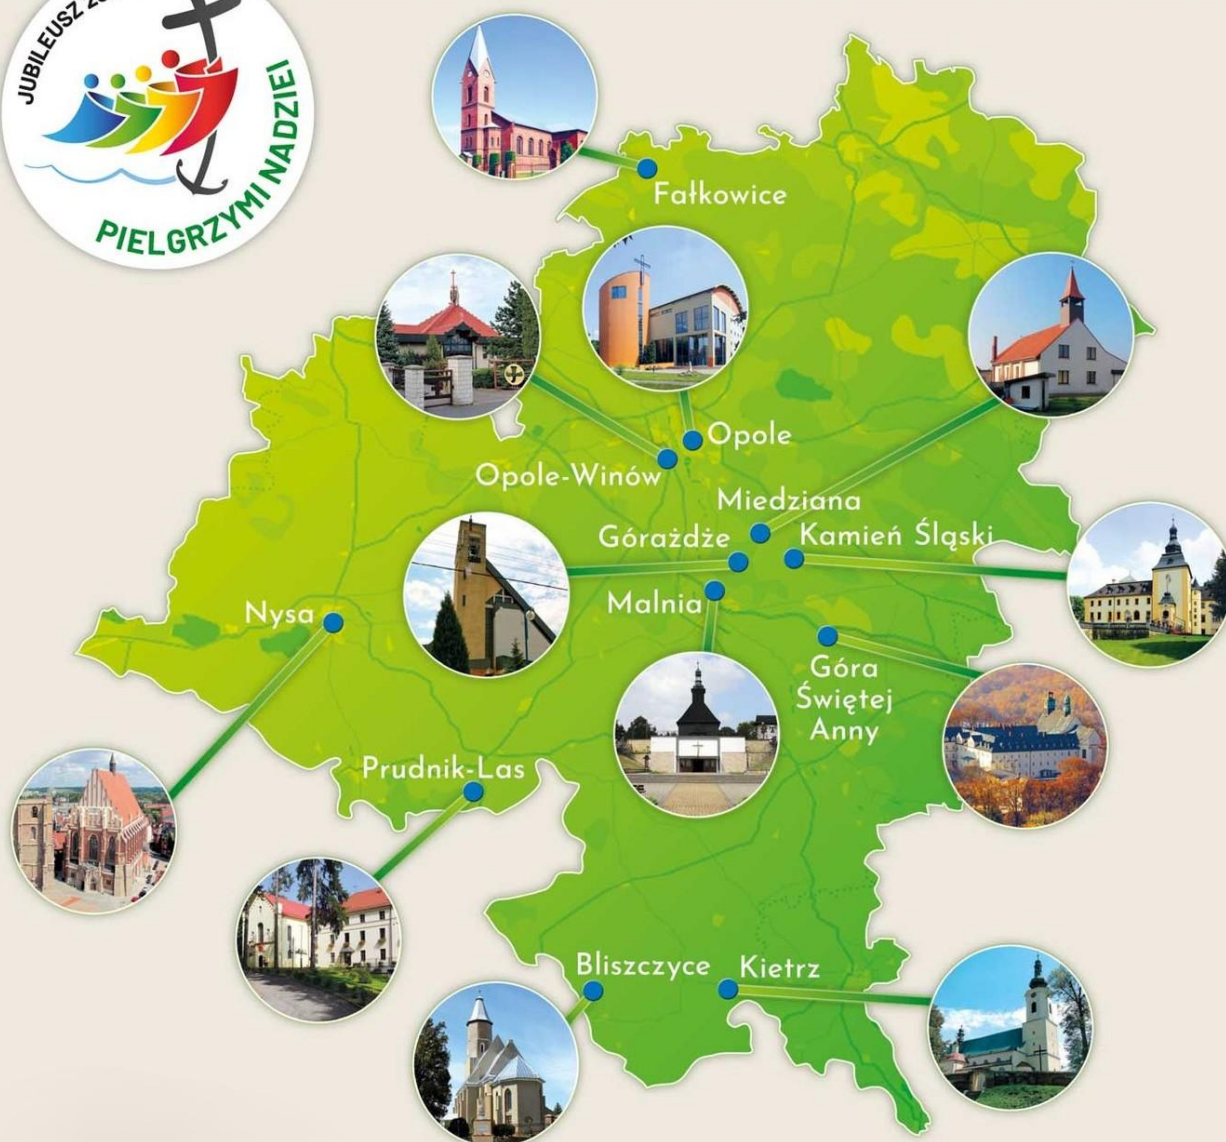 JUBILEUSZ
PIELGRZYMI NADZIEI
Fałkowice
Opole
Opole-Winów
Miedziana
Górażdże
Kamień Śląski
Malnia
Nysa
Góra
Świętej
Anny
Prudnik-Las
Bliszczyce
Kietrz